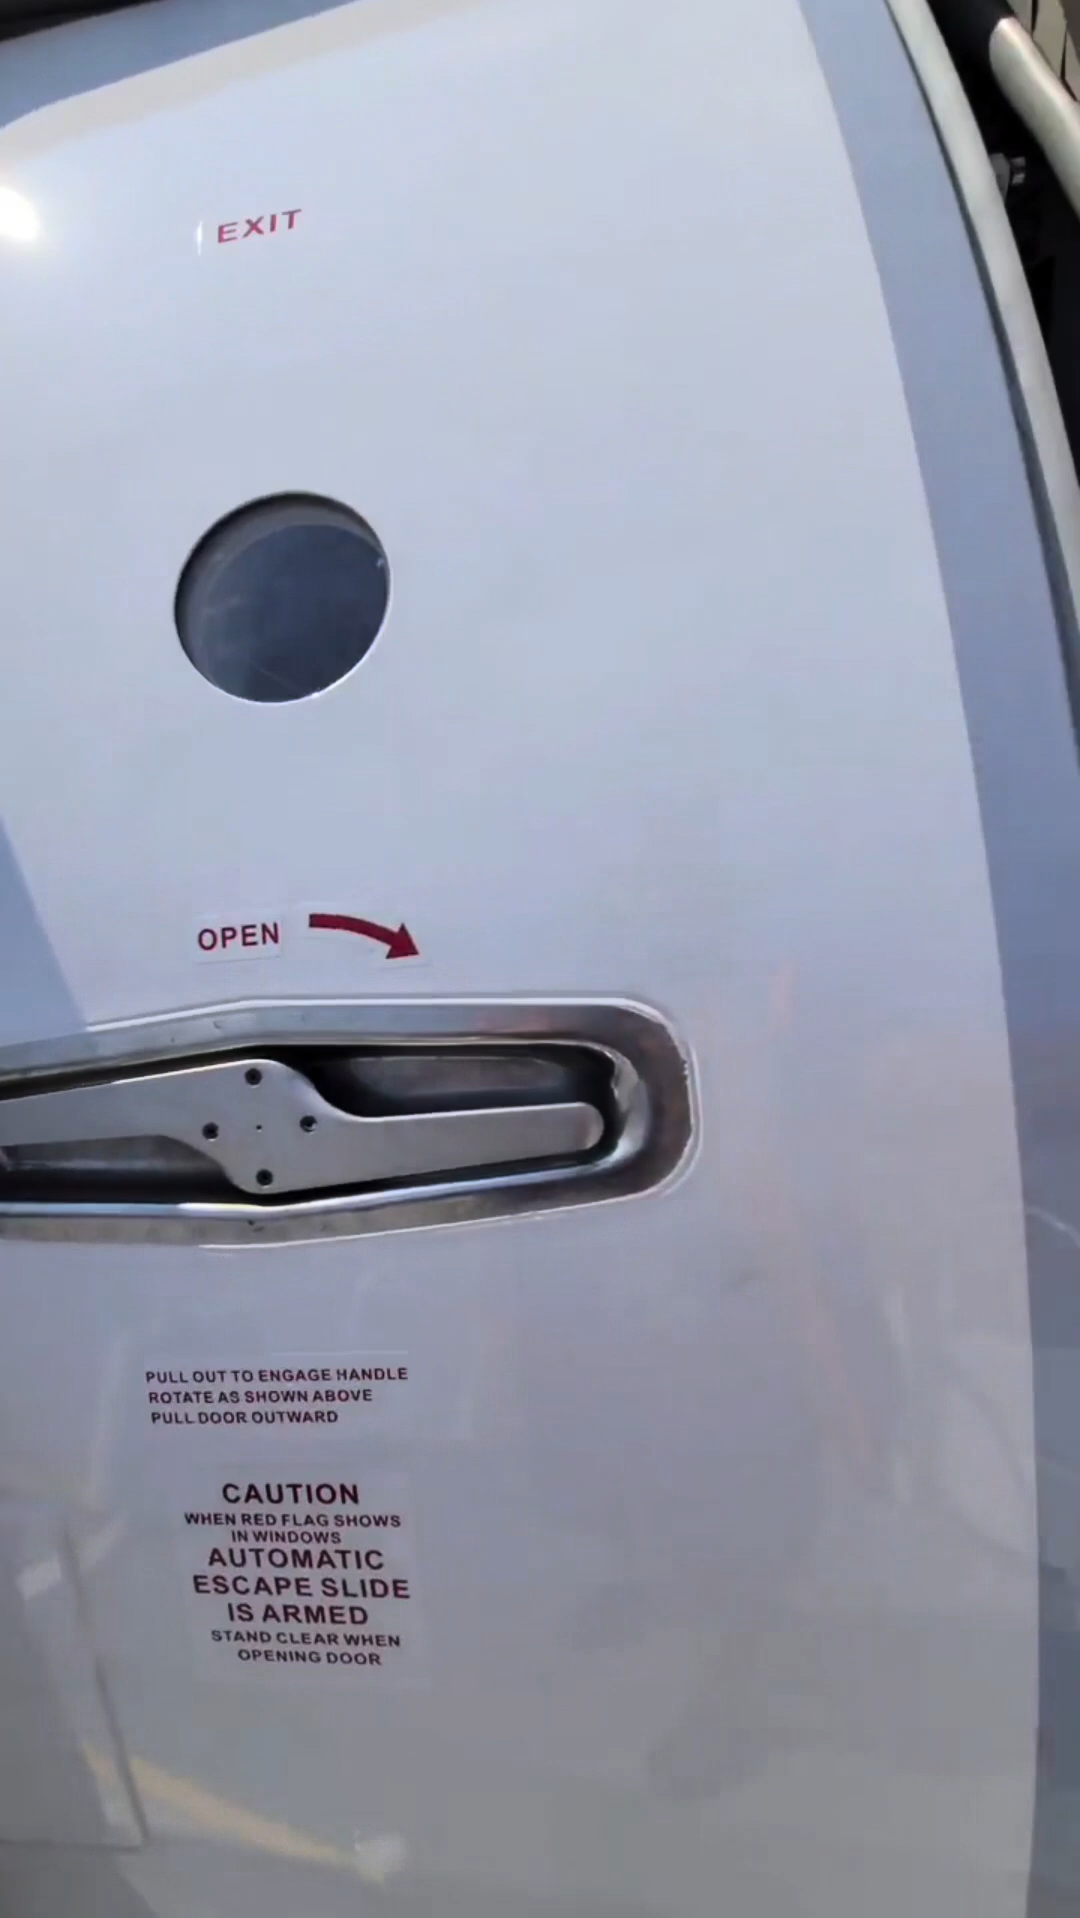 EXIT
OPEN
PULL OUT TO ENGAGE HANDLE
ROTATE AS SHOWN ABOVE
PULL DOOR OUTWARD
CAUTION
WHEN RED FLAG SHOWS
IN WINDOWS
AUTOMATIC
ESCAPE SLIDE
IS ARMED
STAND CLEAR WHEN
OPENING DOOR